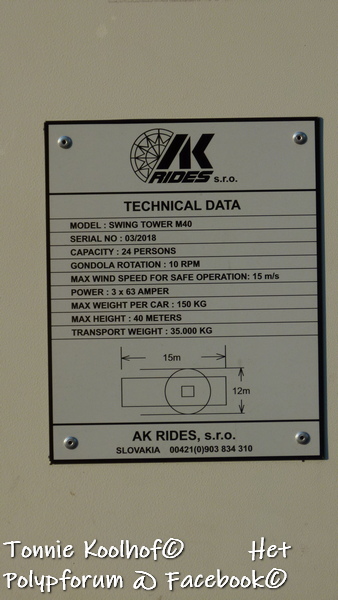 AK
RIDES s.r.o.
TECHNICAL DATA
MODEL : SWING TOWER M40
SERIAL NO : 03/2018
CAPACITY : 24 PERSONS
GONDOLA ROTATION : 10 RPM
MAX WIND SPEED FOR SAFE OPERATION: 15 m/s
POWER : 3 x 63 AMPER
MAX WEIGHT PER CAR : 150 KG
MAX HEIGHT : 40 METERS
TRANSPORT WEIGHT : 35.000 KG
15m
12m
AK RIDES, s.r.o.
SLOVAKIA 00421(0)903 834 310
Tonnie Koolhof© Het
Polypforum @ Facebook©